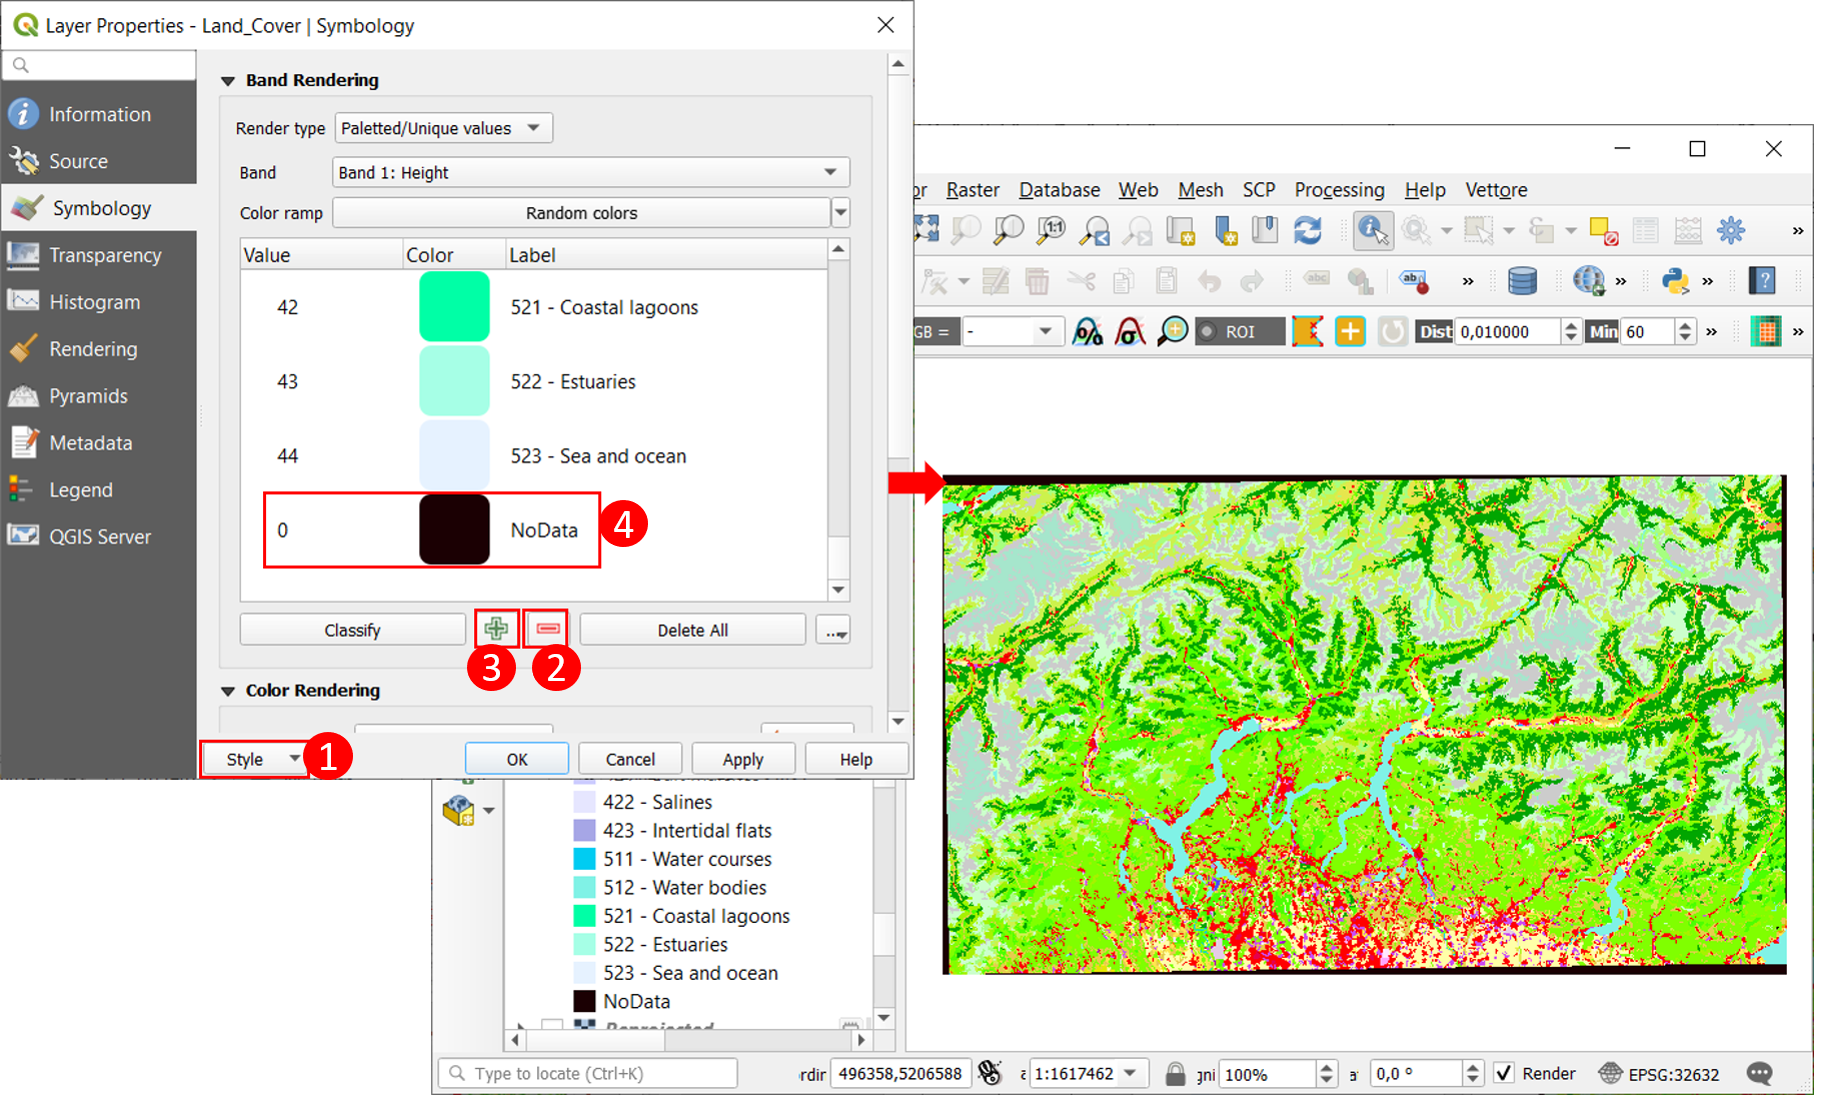 Layer Properties - Land_Cover | Symbology
Information
Source
Symbology
Transparency
Histogram
Rendering
Pyramids
Metadata
Legend
QGIS Server
Band Rendering
Render type Paletted/Unique values
Band Band 1: Height
Color ramp Random colors
Value Color Label
42 521 - Coastal lagoons
43 522 - Estuaries
44 523 - Sea and ocean
0 NoData 4
Classify Delete All ...
3 2
Color Rendering
Style 1 OK Cancel Apply Help
Raster Database Web Mesh SCP Processing Help Vettore
1:1 »
abc ab » » » ?
GB = - % σ ROI Dist 0,010000 Min 60 » »
422 - Salines
423 - Intertidal flats
511 - Water courses
512 - Water bodies
521 - Coastal lagoons
522 - Estuaries
523 - Sea and ocean
NoData
Reprojected
Type to locate (Ctrl+K) rdir 496358,5206588 1:1617462 gni 100% 0,0 ° Render EPSG:32632